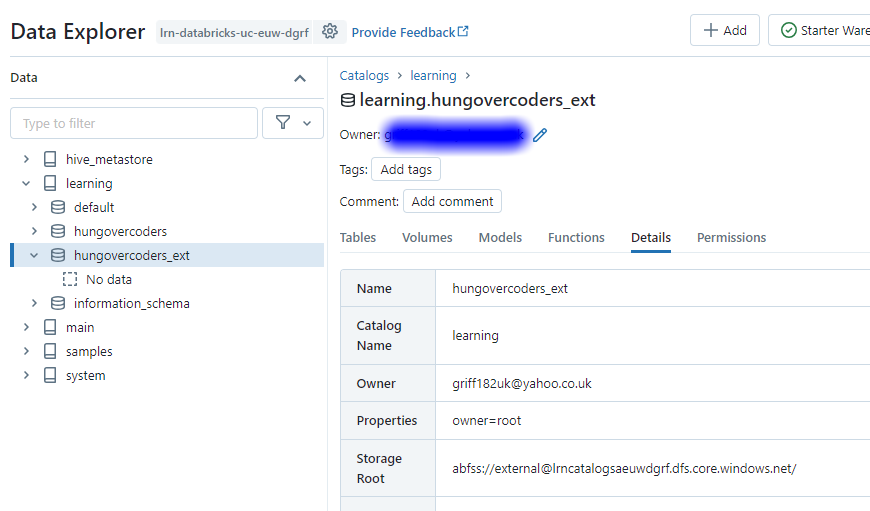 Data Explorer lrn-databricks-uc-euw-dgrf Provide Feedback Add Starter Ware
Data
Type to filter
hive_metastore
learning
default
hungovercoders
hungovercoders_ext
No data
information_schema
main
samples
system
Catalogs > learning >
learning.hungovercoders_ext
Owner:
Tags: Add tags
Comment: Add comment
Tables Volumes Models Functions Details Permissions
Name hungovercoders_ext
Catalog Name learning
Owner griff182uk@yahoo.co.uk
Properties owner=root
Storage Root abfss://external@lrncatalogsaeuwdgrf.dfs.core.windows.net/